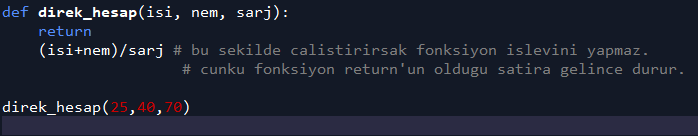 def direk_hesap(isi, nem, sarj):
return
(isi+nem)/sarj # bu sekilde calistirirsak fonksiyon islevini yapmaz.
# cunku fonksiyon return'un oldugu satira gelince durur.
direk_hesap(25,40,70)